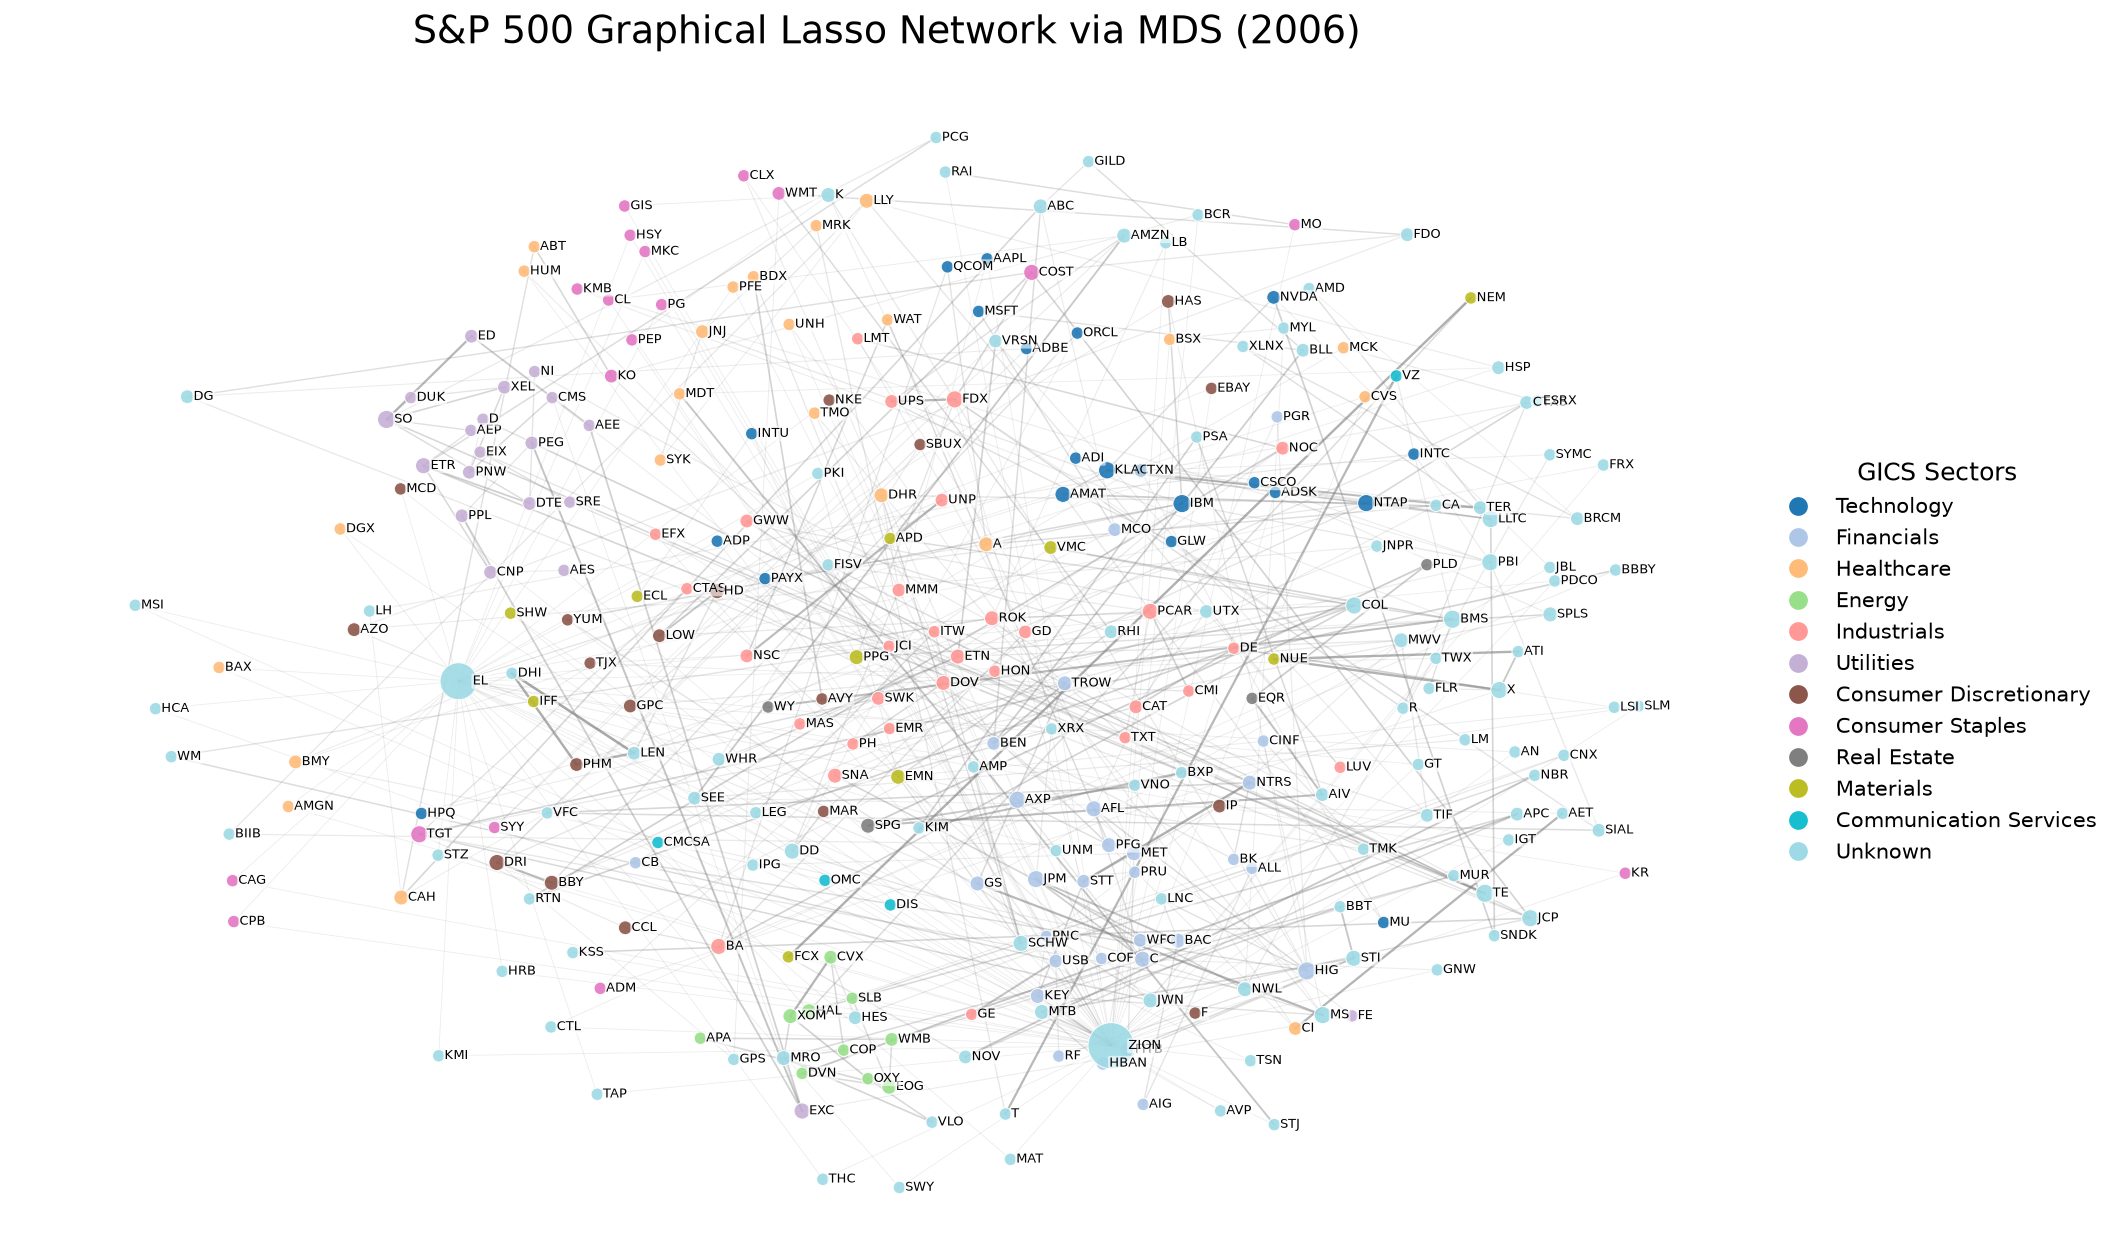 S&P 500 Graphical Lasso Network via MDS (2006)
PCG
GILD
RAI
CLX
WMT
K
LLY
GIS
ABC
BCR
MRK
MO
HSY
AMZN
FDO
LB
ABT
MKC
AAPL
QCOM
HUM
COST
BDX
PFE
KMB
AMD
CL
PG
HAS
NVDA
NEM
MSFT
WAT
UNH
JNJ
MYL
ORCL
ED
LMT
PEP
VRSN
BSX
ADBE
XLNX
BLL
MCK
HSP
NI
KO
VZ
XEL
EBAY
MDT
DG
DUK
CMS
NKE
UPS
FDX
CVS
ESRX
TMO
PGR
SO
D
AEE
AEP
INTU
PSA
PEG
SBUX
NOC
EIX
INTC
SYMC
ADI
SYK
FRX
ETR
PNW
PKI
KLAC
TXN
CSCO
MCD
DHR
AMAT
ADSK
UNP
DTE
SRE
IBM
NTAP
CA
TER
PPL
LLTC
BRCM
GWW
DGX
MCO
EFX
APD
ADP
GLW
A
VMC
JNPR
PBI
FISV
PLD
JBL
CNP
AES
BBBY
PAYX
PDCO
CTAS
HD
MMM
ECL
MSI
COL
LH
SHW
PCAR
UTX
SPLS
YUM
ROK
BMS
AZO
ITW
GD
RHI
LOW
MWV
JCI
DE
ATI
NSC
PPG
ETN
NUE
TWX
TJX
BAX
HON
DHI
EL
DOV
TROW
FLR
X
CMI
IFF
AVY
SWK
EQR
GPC
WY
CAT
R
LSI
SLM
HCA
MAS
EMR
XRX
TXT
LM
PH
BEN
CINF
LEN
AN
CNX
WM
WHR
BMY
PHM
AMP
LUV
GT
BXP
SNA
EMN
NBR
NTRS
VNO
SEE
AIV
AXP
AMGN
IP
AFL
HPQ
VFC
LEG
MAR
APC
AET
TIF
SPG
KIM
SYY
SIAL
BIIB
TGT
IGT
CMCSA
PFG
DD
UNM
TMK
STZ
MET
BK
DRI
CB
IPG
ALL
PRU
KR
MUR
CAG
BBY
OMC
GS
JPM
STT
TE
CAH
RTN
LNC
DIS
BBT
CPB
JCP
MU
CCL
SNDK
PNC
WFC
BAC
BA
SCHW
KSS
FCX
CVX
STI
USB
COF
C
HRB
HIG
GNW
ADM
NWL
KEY
SLB
JWN
HAL
MTB
F
GE
XOM
HES
MS
FE
CTL
CI
APA
WMB
ZION
COP
KMI
GPS
MRO
NOV
RF
TSN
HBAN
DVN
OXY
EOG
TAP
AIG
EXC
AVP
T
VLO
STJ
MAT
THC
SWY
GICS Sectors
Technology
Financials
Healthcare
Energy
Industrials
Utilities
Consumer Discretionary
Consumer Staples
Real Estate
Materials
Communication Services
Unknown